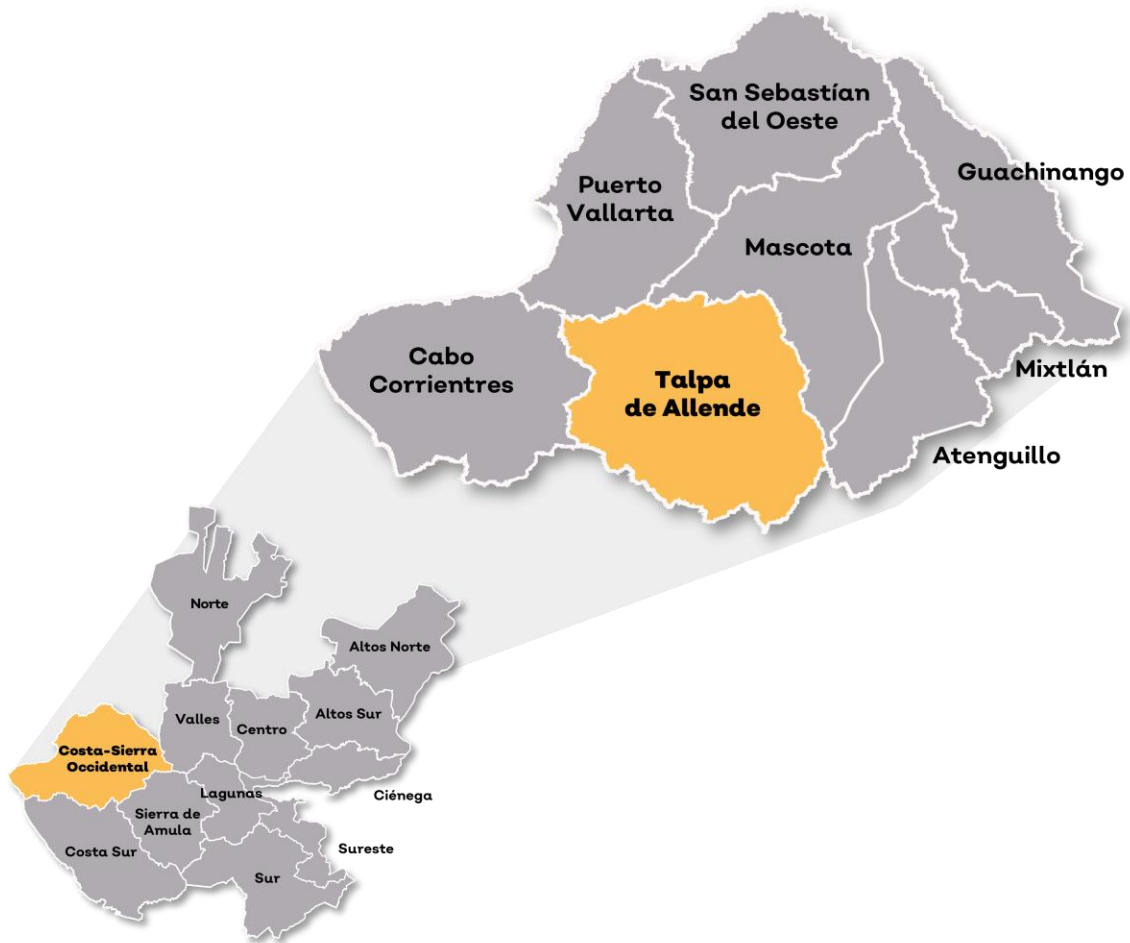 San Sebastían
del Oeste
Guachinango
Puerto
Vallarta
Mascota
Cabo
Corrientres
Talpa
de Allende
Mixtlán
Atenguillo
Norte
Altos Norte
Valles
Centro
Altos Sur
Costa-Sierra
Occidental
Lagunas
Ciénega
Sierra de
Amula
Costa Sur
Sureste
Sur